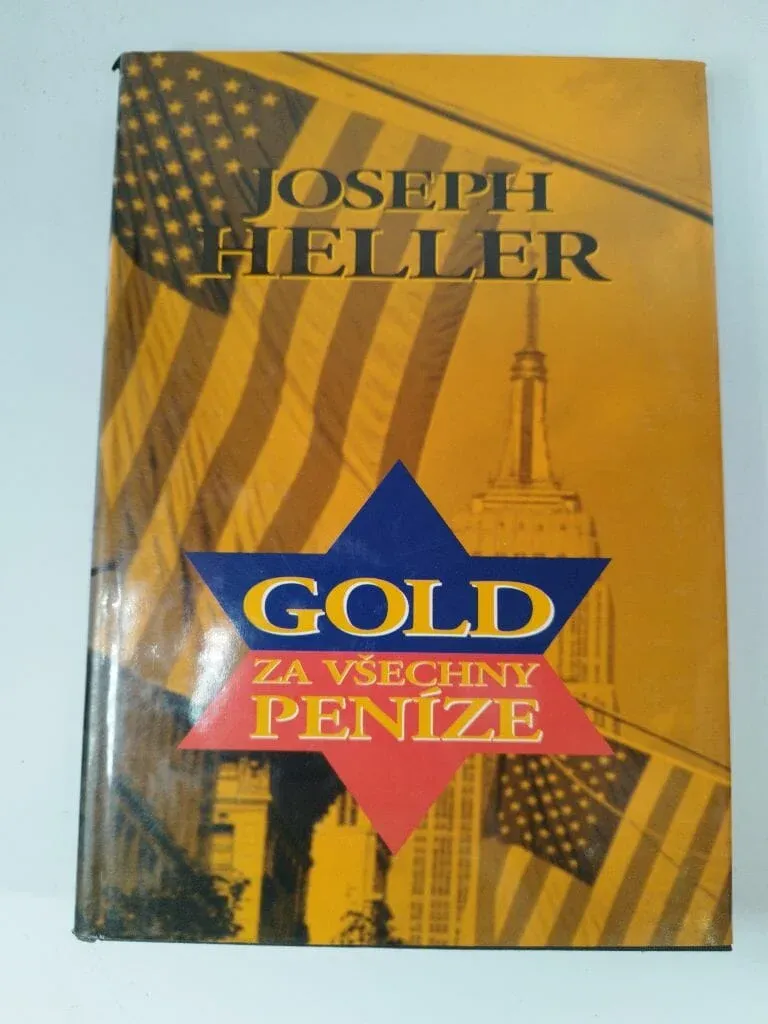 JOSEPH
HELLER
GOLD
ZA VŠECHNY
PENÍZE